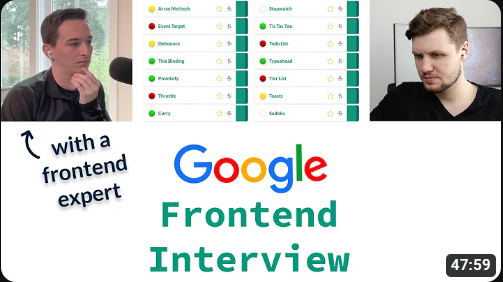 Array Methods
Event Target
Debounce
This Binding
Promisify
Throttle
Curry
Stopwatch
Tic Tac Toe
Todo List
Typeahead
Tier List
Toasts
Sudoku
with a
frontend
expert
Google
Frontend
Interview
47:59